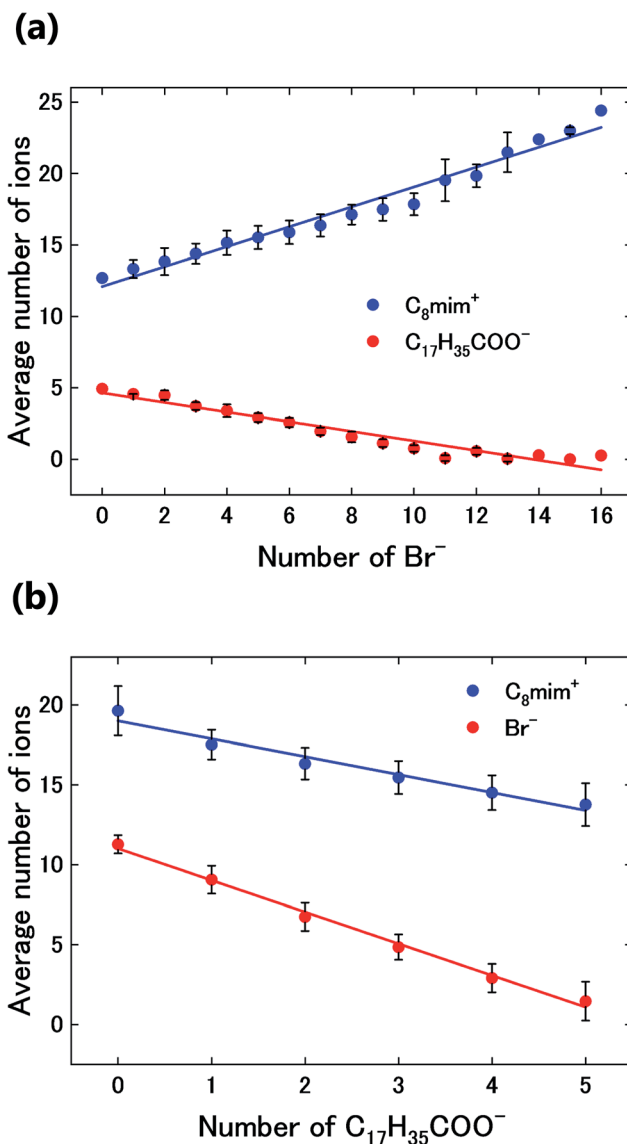 (a)
25
20
15
10
5
0
Average number of ions
C₈mim⁺
C₁₇H₃₅COO⁻
0 2 4 6 8 10 12 14 16
Number of Br⁻
(b)
20
15
10
5
0
Average number of ions
C₈mim⁺
Br⁻
0 1 2 3 4 5
Number of C₁₇H₃₅COO⁻